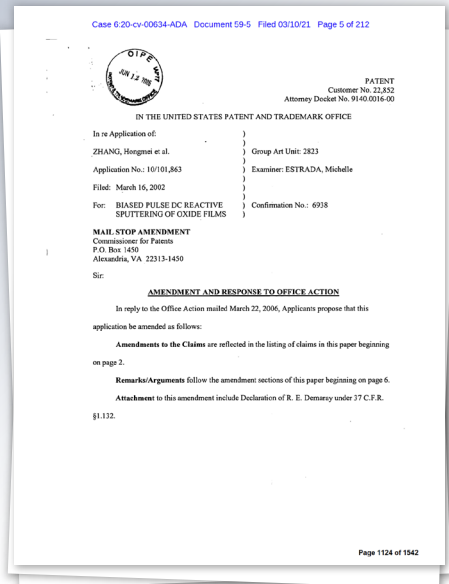 Case 6:20-cv-00634-ADA Document 59-5 Filed 03/10/21 Page 5 of 212
OIPE
JUN 12 2006
PATENT
Customer No. 22,852
Attorney Docket No. 9140.0016-00
IN THE UNITED STATES PATENT AND TRADEMARK OFFICE
In re Application of: )
)
ZHANG, Hongmei et al. ) Group Art Unit: 2823
)
Application No.: 10/101,863 ) Examiner: ESTRADA, Michelle
)
Filed: March 16, 2002 )
)
For: BIASED PULSE DC REACTIVE ) Confirmation No.: 6938
SPUTTERING OF OXIDE FILMS )
MAIL STOP AMENDMENT
Commissioner for Patents
P.O. Box 1450
Alexandria, VA 22313-1450
Sir:
AMENDMENT AND RESPONSE TO OFFICE ACTION
In reply to the Office Action mailed March 22, 2006, Applicants propose that this
application be amended as follows:
Amendments to the Claims are reflected in the listing of claims in this paper beginning
on page 2.
Remarks/Arguments follow the amendment sections of this paper beginning on page 6.
Attachment to this amendment include Declaration of R. E. Demaray under 37 C.F.R.
§1.132.
Page 1124 of 1542